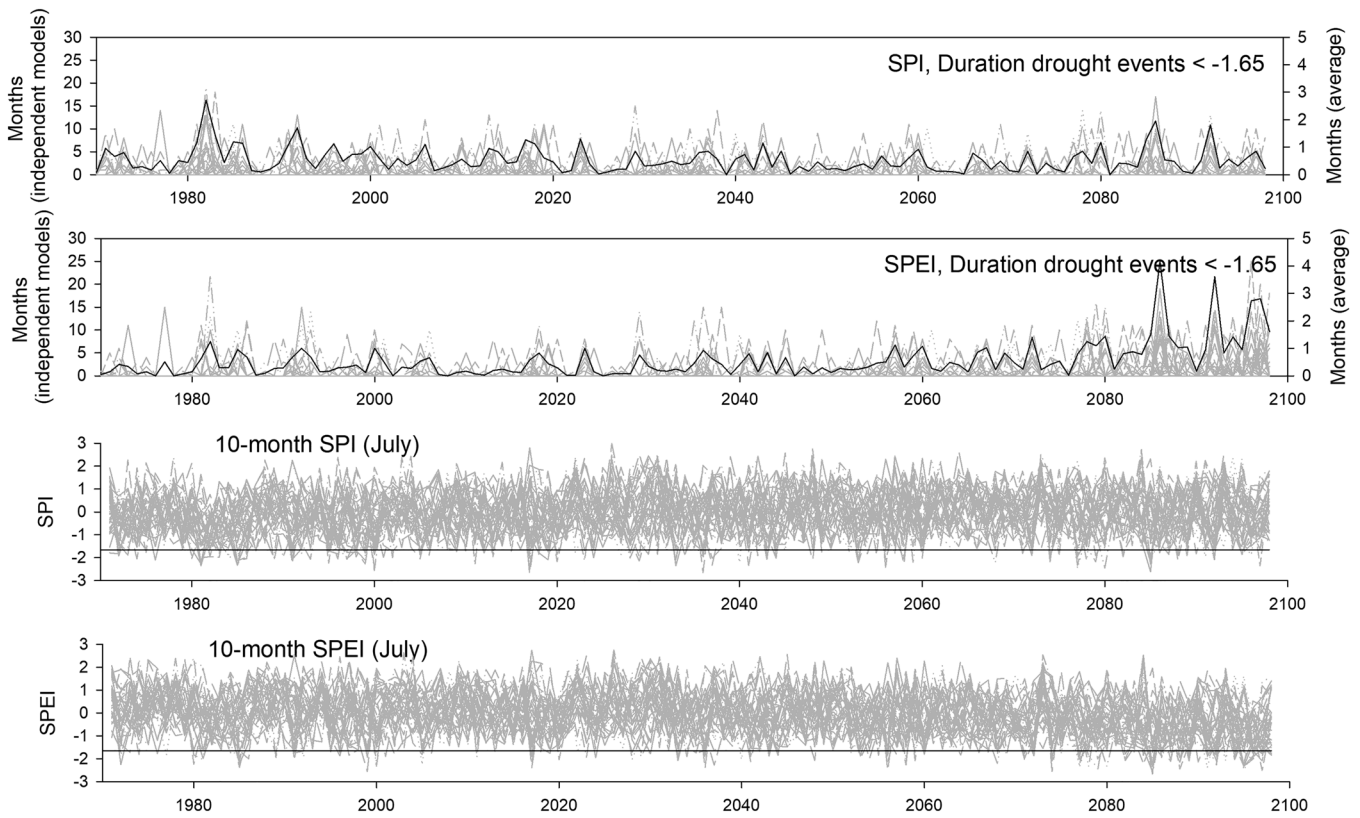 SPI, Duration drought events < -1.65
Months
(independent models)
30
25
20
15
10
5
0
5
4
3
2
1
0
Months (average)
1980 2000 2020 2040 2060 2080 2100
SPEI, Duration drought events < -1.65
Months
(independent models)
30
25
20
15
10
5
0
5
4
3
2
1
0
Months (average)
1980 2000 2020 2040 2060 2080 2100
10-month SPI (July)
SPI
3
2
1
0
-1
-2
-3
1980 2000 2020 2040 2060 2080 2100
10-month SPEI (July)
SPEI
3
2
1
0
-1
-2
-3
1980 2000 2020 2040 2060 2080 2100